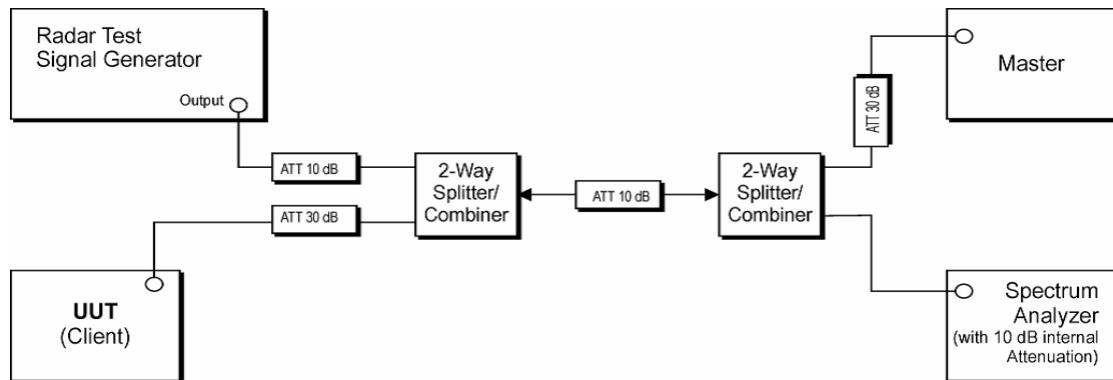 Radar Test
Signal Generator
Output
ATT 10 dB
ATT 30 dB
UUT
(Client)
2-Way
Splitter/
Combiner
ATT 10 dB
2-Way
Splitter/
Combiner
ATT 30 dB
Master
Spectrum
Analyzer
(with 10 dB internal
Attenuation)